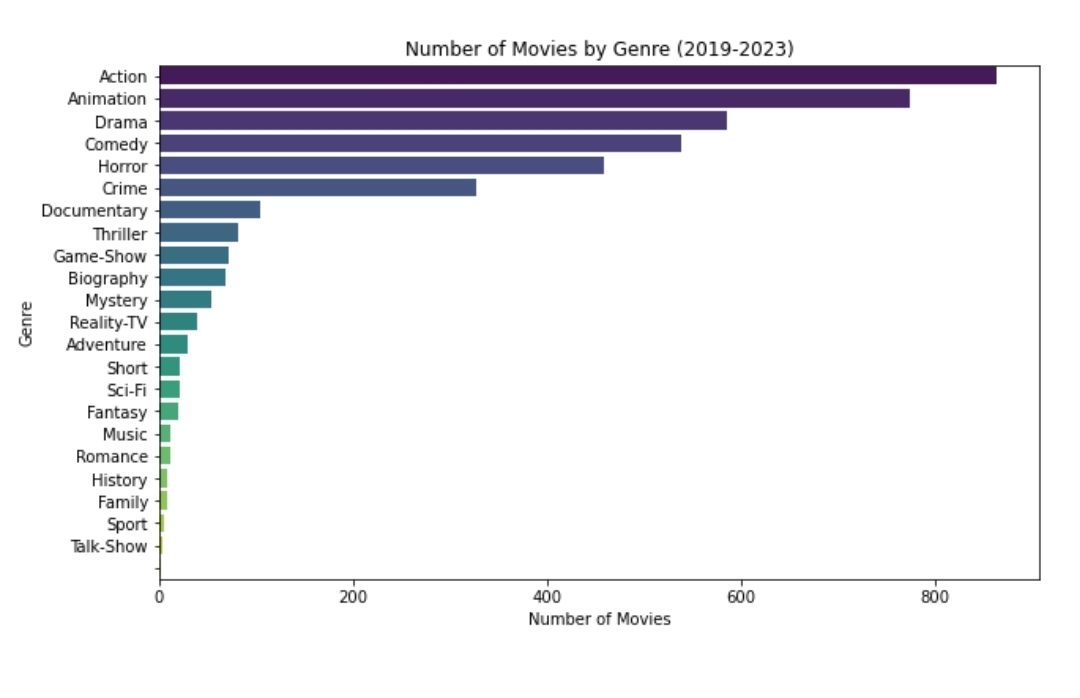 Number of Movies by Genre (2019-2023)
Action
Animation
Drama
Comedy
Horror
Crime
Documentary
Thriller
Game-Show
Biography
Mystery
Reality-TV
Adventure
Short
Sci-Fi
Fantasy
Music
Romance
History
Family
Sport
Talk-Show
Genre
0 200 400 600 800
Number of Movies